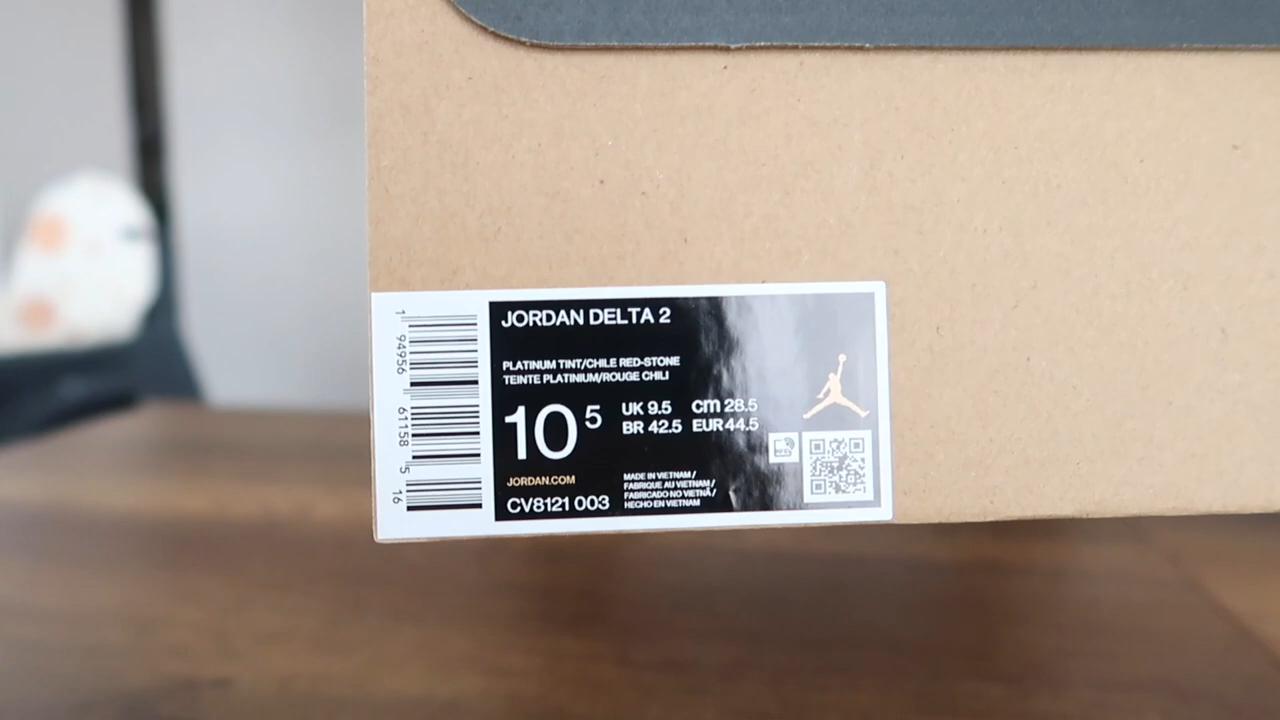 JORDAN DELTA 2
PLATINUM TINT/CHILE RED-STONE
TEINTE PLATINIUM/ROUGE CHILI
10 5
UK 9.5 cm 28.5
BR 42.5 EUR 44.5
JORDAN.COM
CV8121 003
MADE IN VIETNAM /
FABRIQUE AU VIETNAM /
FABRICADO NO VIETNÃ /
HECHO EN VIETNAM
1 94956 61158 5 16